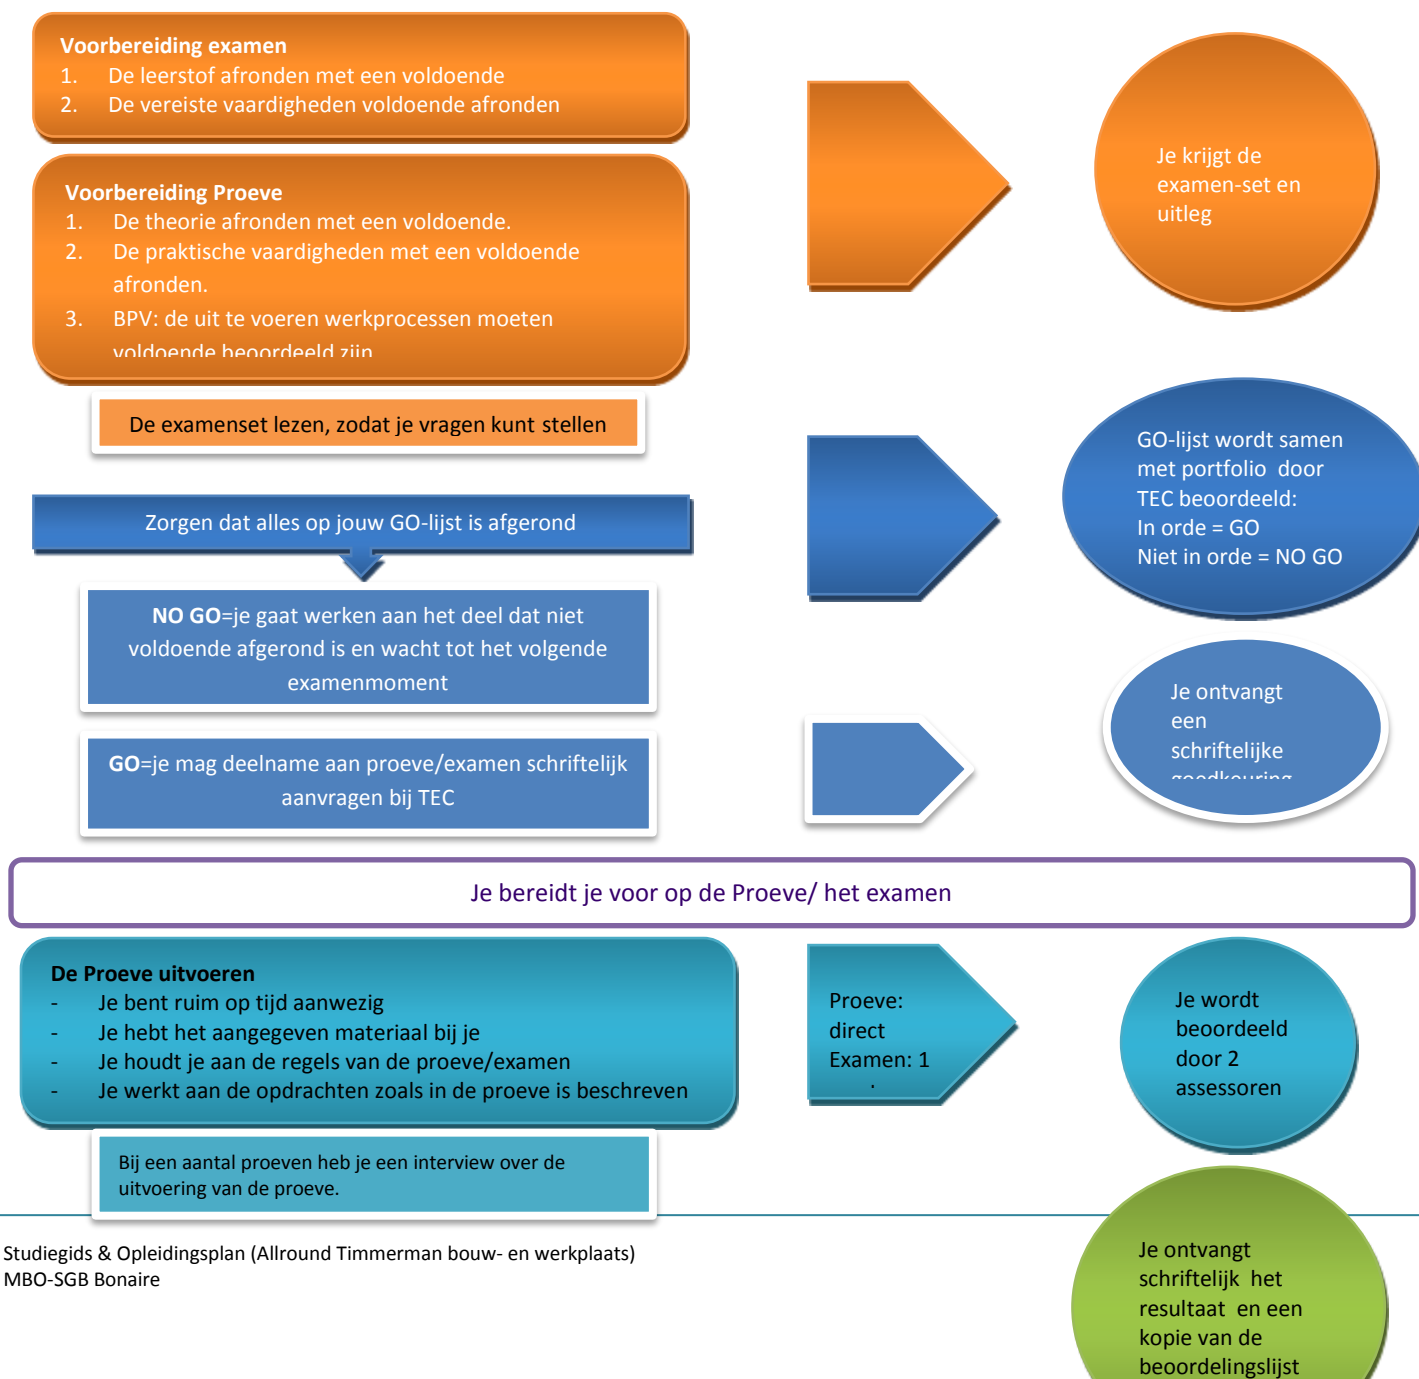 Voorbereiding examen
1. De leerstof afronden met een voldoende
2. De vereiste vaardigheden voldoende afronden
Je krijgt de
examen-set en
uitleg
Voorbereiding Proeve
1. De theorie afronden met een voldoende.
2. De praktische vaardigheden met een voldoende
afronden.
3. BPV: de uit te voeren werkprocessen moeten
voldoende beoordeeld zijn
De examenset lezen, zodat je vragen kunt stellen
GO-lijst wordt samen
met portfolio door
TEC beoordeeld:
In orde = GO
Niet in orde = NO GO
Zorgen dat alles op jouw GO-lijst is afgerond
NO GO=je gaat werken aan het deel dat niet
voldoende afgerond is en wacht tot het volgende
examenmoment
Je ontvangt
een
schriftelijke
goedkeuring
GO=je mag deelname aan proeve/examen schriftelijk
aanvragen bij TEC
Je bereidt je voor op de Proeve/ het examen
De Proeve uitvoeren
- Je bent ruim op tijd aanwezig
- Je hebt het aangegeven materiaal bij je
- Je houdt je aan de regels van de proeve/examen
- Je werkt aan de opdrachten zoals in de proeve is beschreven
Proeve:
direct
Examen: 1
Je wordt
beoordeeld
door 2
assessoren
Bij een aantal proeven heb je een interview over de
uitvoering van de proeve.
Je ontvangt
schriftelijk het
resultaat en een
kopie van de
beoordelingslijst
Studiegids & Opleidingsplan (Allround Timmerman bouw- en werkplaats)
MBO-SGB Bonaire